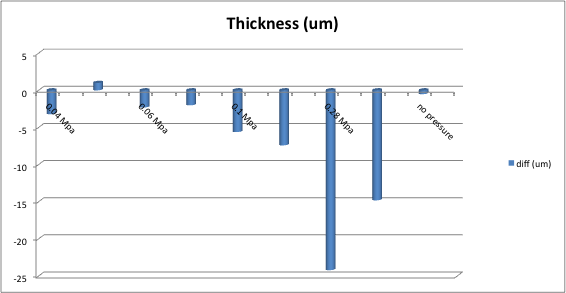 Thickness (um)
5
0
-5
-10
-15
-20
-25
0.04 Mpa
0.06 Mpa
0.1 Mpa
0.28 Mpa
no pressure
diff (um)